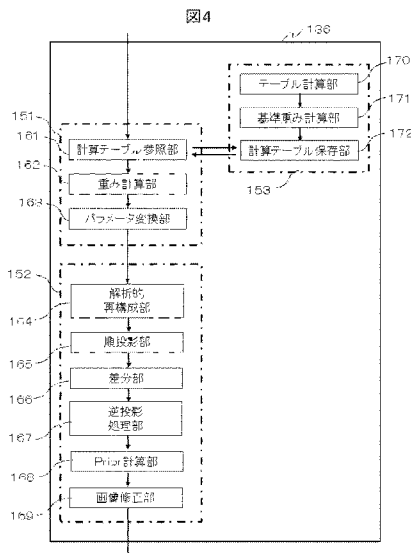 図4
136
170
テーブル計算部
171
基準重み計算部
151
161
172
計算テーブル参照部
計算テーブル保存部
162
重み計算部
153
163
パラメータ変換部
152
解析的
再構成部
164
順投影部
165
差分部
166
逆投影
処理部
167
Prior計算部
168
画像修正部
169